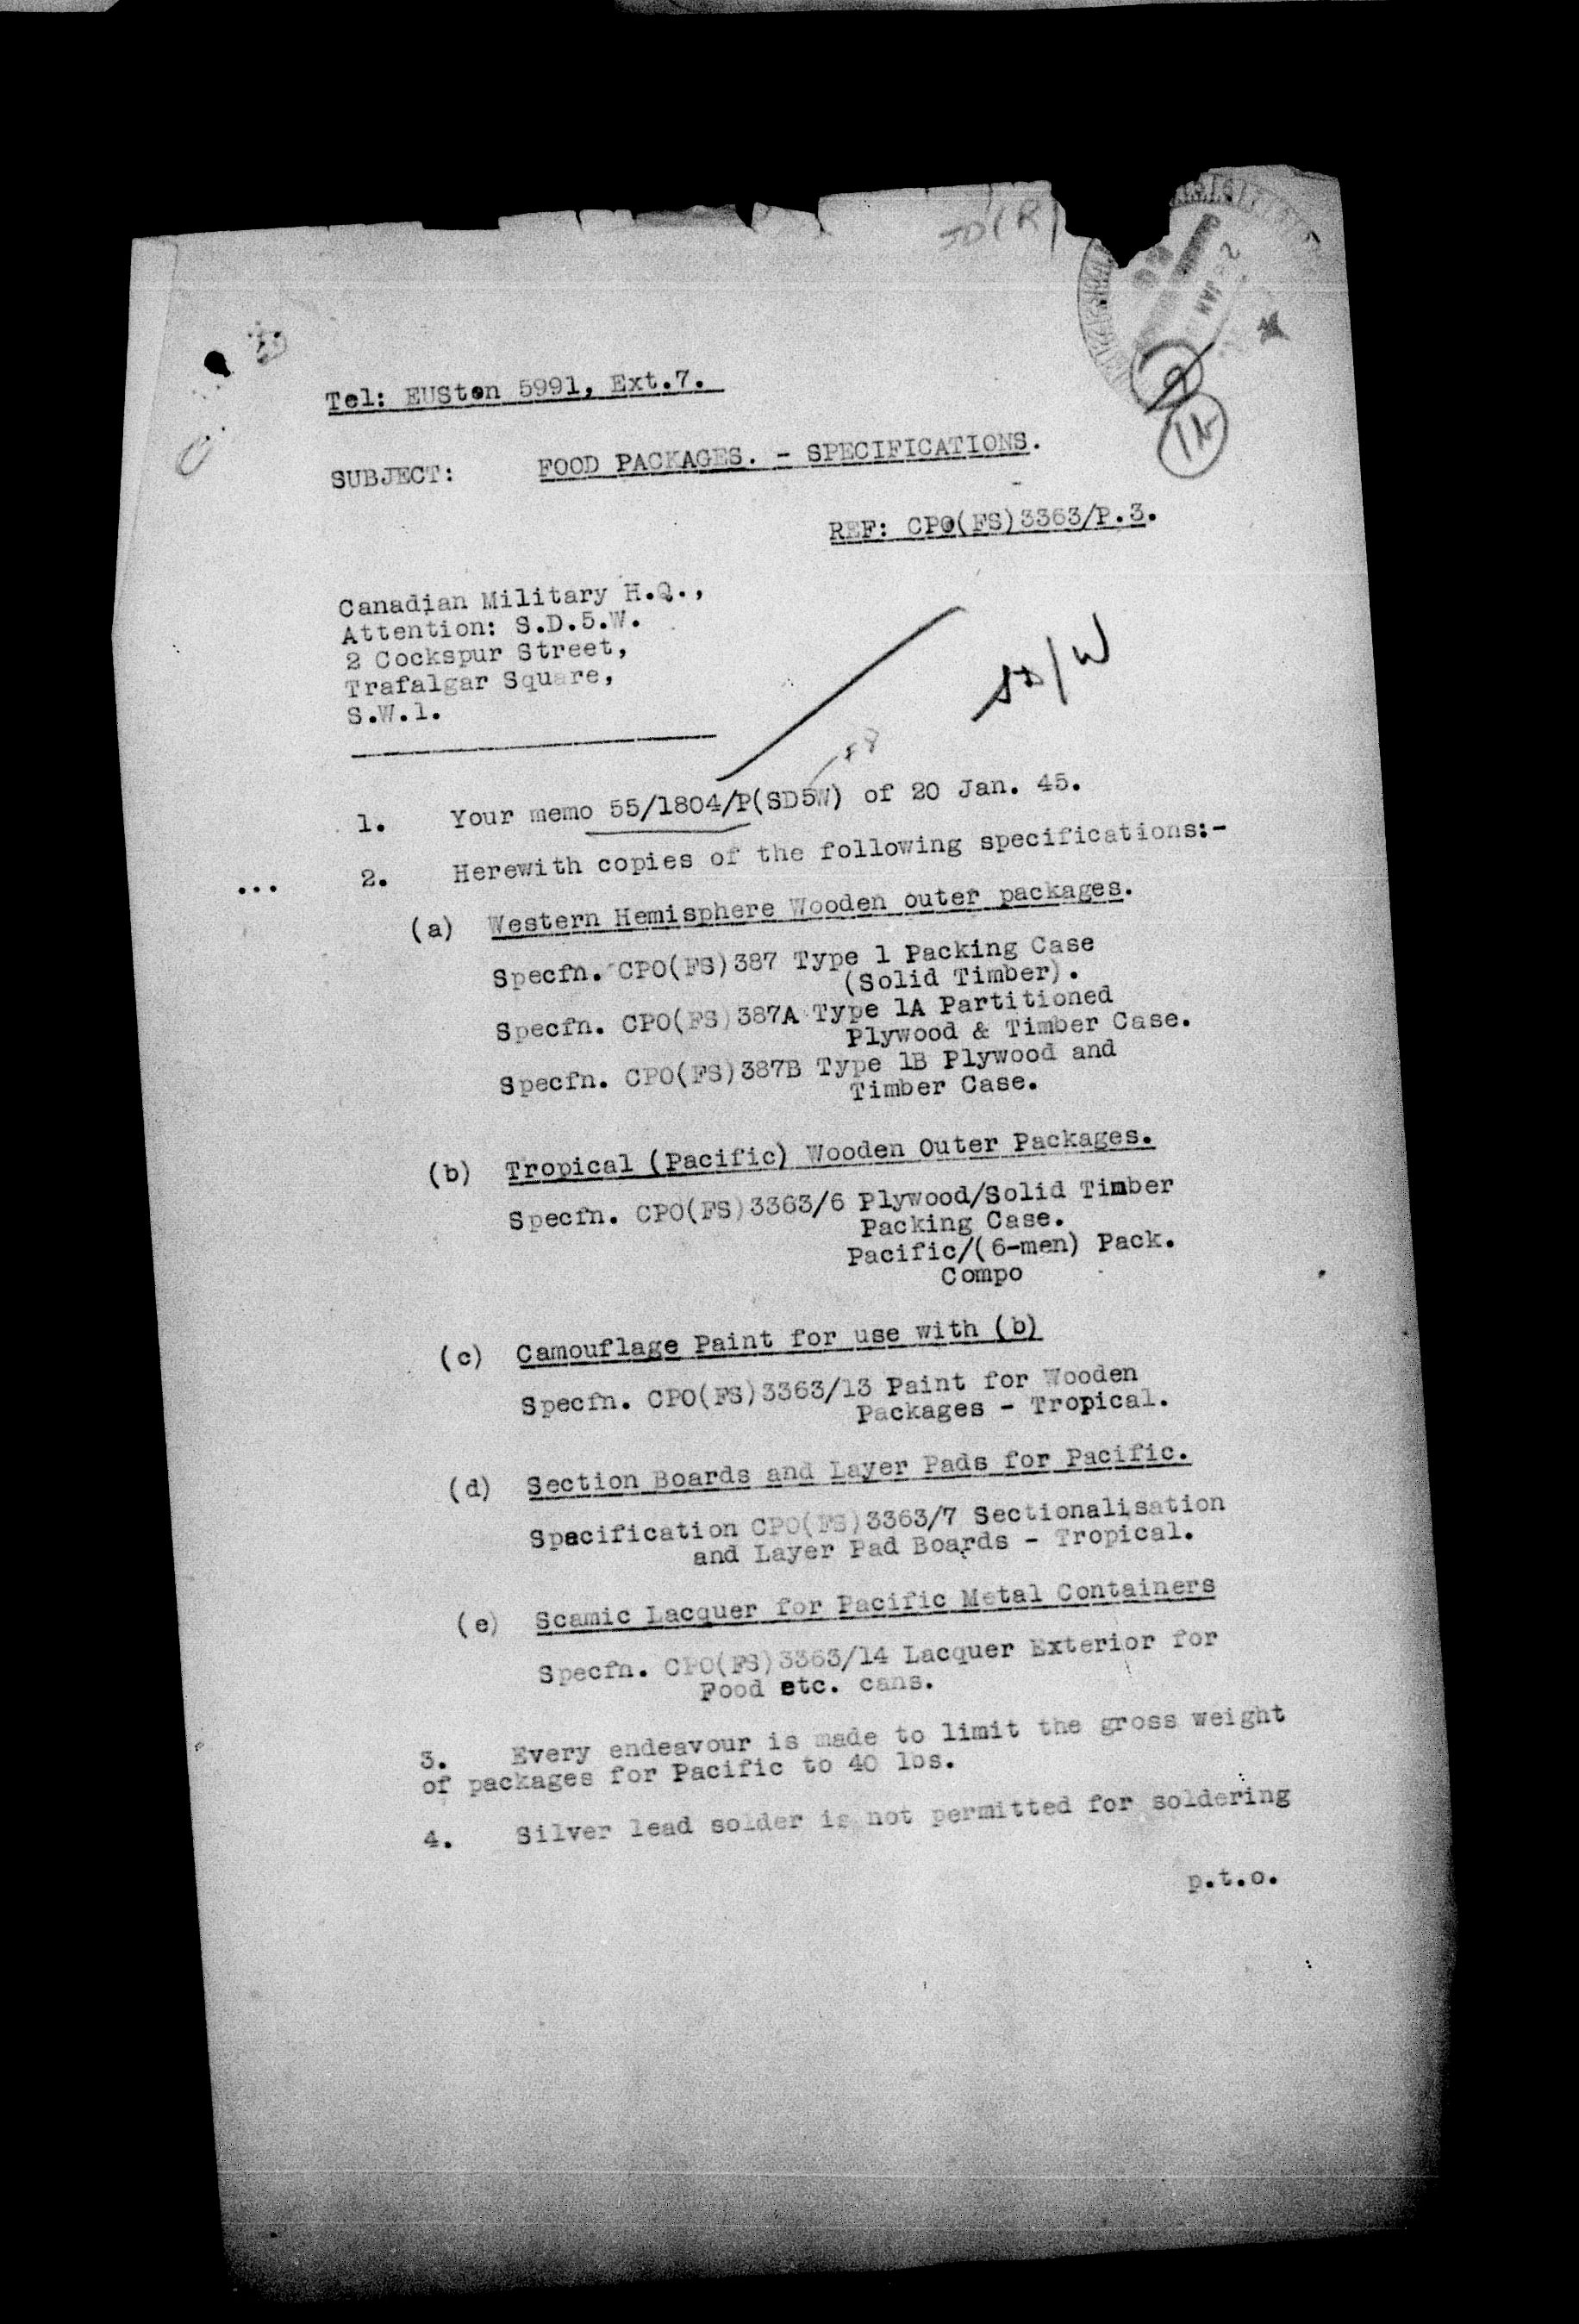 SD(R)
Tel: EUSton 5991, Ext.7.
SUBJECT: FOOD PACKAGES. - SPECIFICATIONS.
14
REF: CPO(FS)3363/P.3.
Canadian Military H.Q.,
Attention: S.D.5.W.
2 Cockspur Street,
Trafalgar Square,
S.W.1.
SD/W
1. Your memo 55/1804/P(SD5W) of 20 Jan. 45.
... 2. Herewith copies of the following specifications:-
(a) Western Hemisphere Wooden outer packages.
Specfn. CPO(FS)387 Type 1 Packing Case
(Solid Timber).
Specfn. CPO(FS)387A Type 1A Partitioned
Plywood & Timber Case.
Specfn. CPO(FS)387B Type 1B Plywood and
Timber Case.
(b) Tropical (Pacific) Wooden Outer Packages.
Specfn. CPO(FS)3363/6 Plywood/Solid Timber
Packing Case.
Pacific/(6-men) Pack.
Compo
(c) Camouflage Paint for use with (b)
Specfn. CPO(FS)3363/13 Paint for Wooden
Packages - Tropical.
(d) Section Boards and Layer Pads for Pacific.
Specification CPO(FS)3363/7 Sectionalisation
and Layer Pad Boards - Tropical.
(e) Scamic Lacquer for Pacific Metal Containers
Specfn. CPO(FS)3363/14 Lacquer Exterior for
Food etc. cans.
3. Every endeavour is made to limit the gross weight
of packages for Pacific to 40 lbs.
4. Silver lead solder is not permitted for soldering
p.t.o.